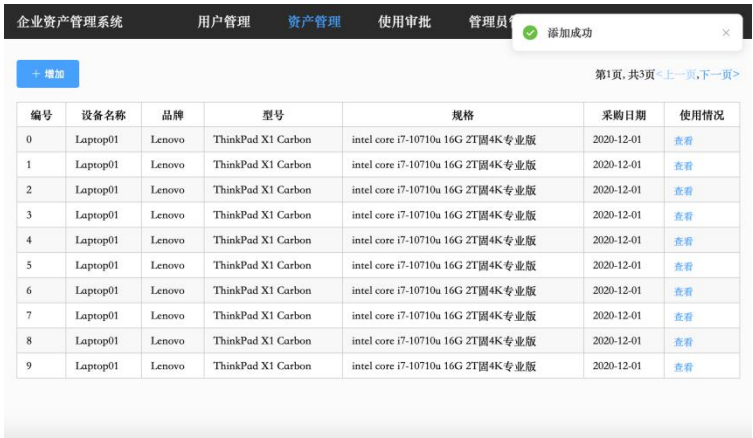 企业资产管理系统 用户管理 资产管理 使用审批 管理员
添加成功
+ 增加 第1页, 共3页<上一页,下一页>
编号 设备名称 品牌 型号 规格 采购日期 使用情况
0 Laptop01 Lenovo ThinkPad X1 Carbon intel core i7-10710u 16G 2T固4K专业版 2020-12-01 查看
1 Laptop01 Lenovo ThinkPad X1 Carbon intel core i7-10710u 16G 2T固4K专业版 2020-12-01 查看
2 Laptop01 Lenovo ThinkPad X1 Carbon intel core i7-10710u 16G 2T固4K专业版 2020-12-01 查看
3 Laptop01 Lenovo ThinkPad X1 Carbon intel core i7-10710u 16G 2T固4K专业版 2020-12-01 查看
4 Laptop01 Lenovo ThinkPad X1 Carbon intel core i7-10710u 16G 2T固4K专业版 2020-12-01 查看
5 Laptop01 Lenovo ThinkPad X1 Carbon intel core i7-10710u 16G 2T固4K专业版 2020-12-01 查看
6 Laptop01 Lenovo ThinkPad X1 Carbon intel core i7-10710u 16G 2T固4K专业版 2020-12-01 查看
7 Laptop01 Lenovo ThinkPad X1 Carbon intel core i7-10710u 16G 2T固4K专业版 2020-12-01 查看
8 Laptop01 Lenovo ThinkPad X1 Carbon intel core i7-10710u 16G 2T固4K专业版 2020-12-01 查看
9 Laptop01 Lenovo ThinkPad X1 Carbon intel core i7-10710u 16G 2T固4K专业版 2020-12-01 查看